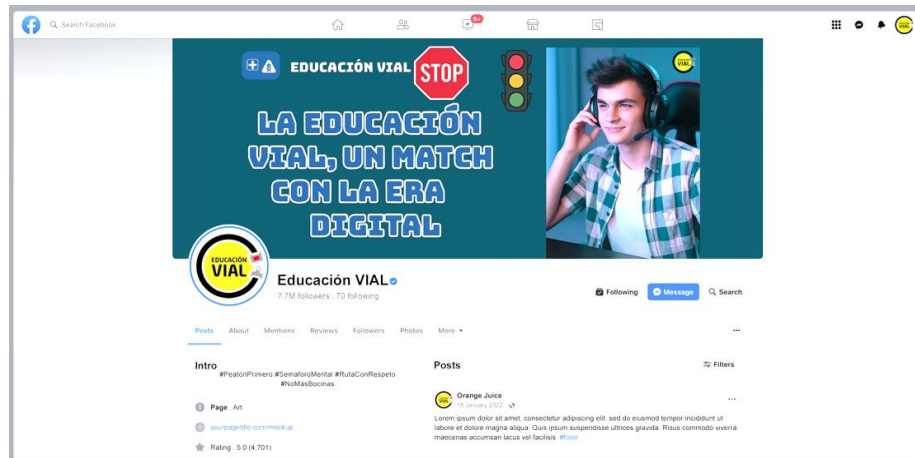 Search Facebook
9+
EDUCACIÓN VIAL
STOP
LA EDUCACIÓN
VIAL, UN MATCH
CON LA ERA
DIGITAL
EDUCACIÓN
VIAL
Educación VIAL
7.7M followers . 70 following
Following
Message
Search
Posts
About
Mentions
Reviews
Followers
Photos
More
Intro
#PeatonPrimero #SemaforoMental #RutaConRespeto
#NoMasBocinas
Page . Art
yourpagetitle.com/mockup
Rating . 5.0 (4.701)
Posts
Filters
Orange Juice
18 January 2022
Lorem ipsum dolor sit amet, consectetur adipiscing elit, sed do eiusmod tempor incididunt ut
labore et dolore magna aliqua. Quis ipsum suspendisse ultrices gravida. Risus commodo viverra
maecenas accumsan lacus vel facilisis. #food